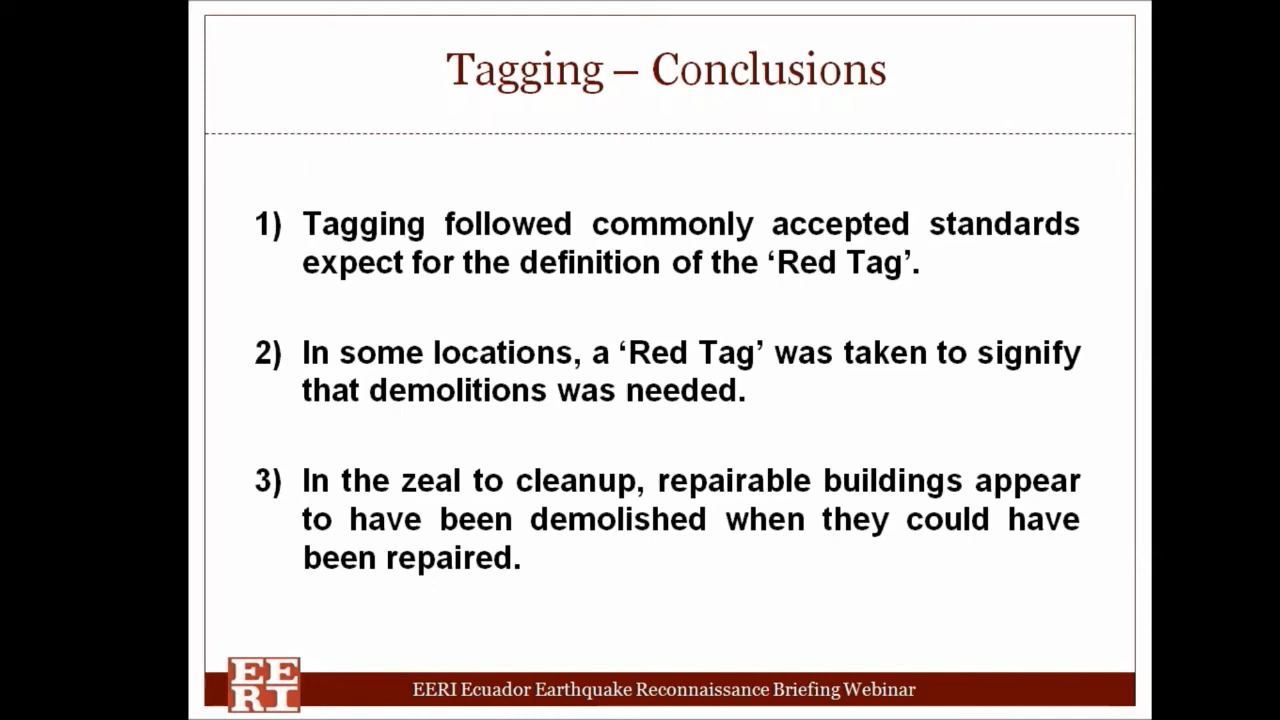 Tagging – Conclusions
1) Tagging followed commonly accepted standards
expect for the definition of the ‘Red Tag’.
2) In some locations, a ‘Red Tag’ was taken to signify
that demolitions was needed.
3) In the zeal to cleanup, repairable buildings appear
to have been demolished when they could have
been repaired.
EE
RI
EERI Ecuador Earthquake Reconnaissance Briefing Webinar